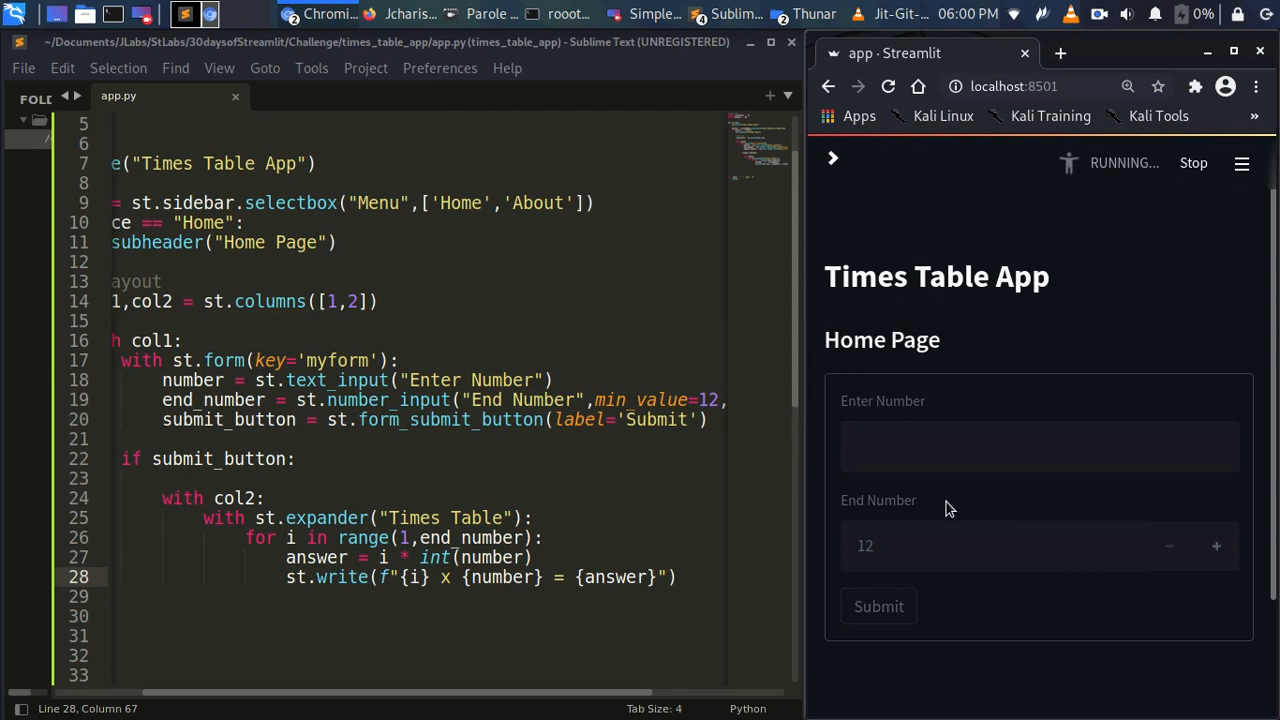 Chromi...
Jcharis...
Parole ...
rooot...
Simple...
Sublim...
Thunar
Jit-Git-...
06:00 PM
0%
~/Documents/JLabs/StLabs/30daysofStreamlit/Challenge/times_table_app/app.py (times_table_app) - Sublime Text (UNREGISTERED)
File Edit Selection Find View Goto Tools Project Preferences Help
FOLD
app.py
5
6
7 e("Times Table App")
8
9 = st.sidebar.selectbox("Menu",['Home','About'])
10 ce == "Home":
11 subheader("Home Page")
12
13 ayout
14 1,col2 = st.columns([1,2])
15
16 h col1:
17 with st.form(key='myform'):
18 number = st.text_input("Enter Number")
19 end_number = st.number_input("End Number",min_value=12,
20 submit_button = st.form_submit_button(label='Submit')
21
22 if submit_button:
23
24 with col2:
25 with st.expander("Times Table"):
26 for i in range(1,end_number):
27 answer = i * int(number)
28 st.write(f"{i} x {number} = {answer}")
29
30
31
32
33
Line 28, Column 67
Tab Size: 4
Python
app · Streamlit
localhost:8501
Apps
Kali Linux
Kali Training
Kali Tools
»
RUNNING...
Stop
Times Table App
Home Page
Enter Number
End Number
12
Submit